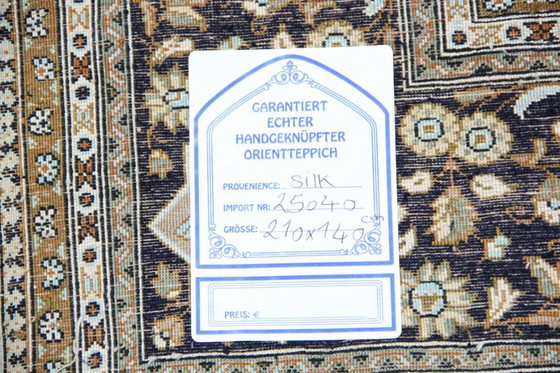 GARANTIERT
ECHTER
HANDGEKNÜPFTER
ORIENTTEPPICH
PROVENIENCE: SilK
IMPORT NR: 25040
GRÖSSE: 210x140 cm
PREIS: €